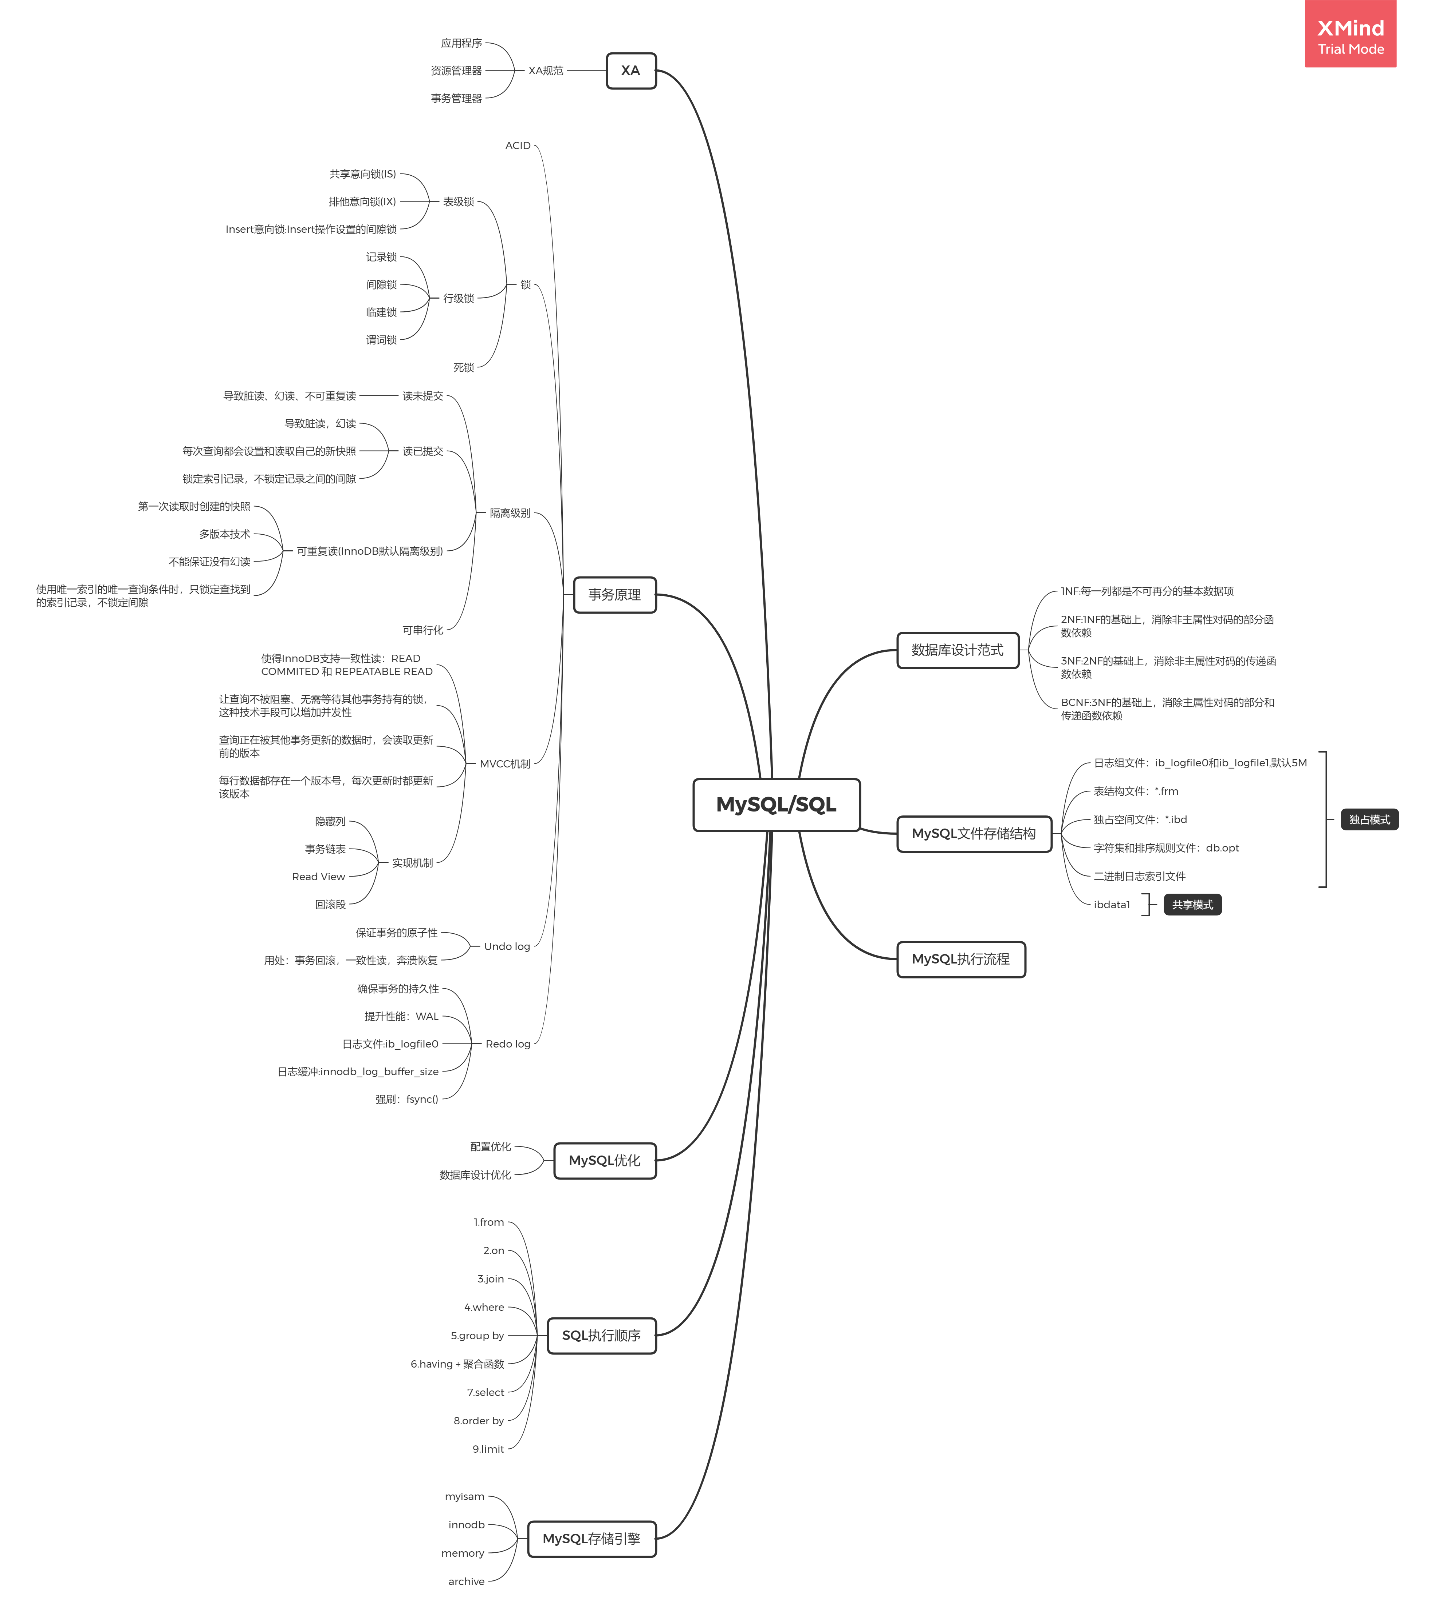 XMind
Trial Mode
MySQL/SQL
数据库设计范式
1NF:每一列都是不可再分的基本数据项
2NF:1NF的基础上，消除非主属性对码的部分函
数依赖
3NF:2NF的基础上，消除非主属性对码的传递函
数依赖
BCNF:3NF的基础上，消除主属性对码的部分和
传递函数依赖
MySQL文件存储结构
日志组文件：ib_logfile0和ib_logfile1,默认5M
表结构文件：*.frm
独占空间文件：*.ibd
字符集和排序规则文件：db.opt
二进制日志索引文件
独占模式
ibdata1
共享模式
MySQL执行流程
XA
XA规范
应用程序
资源管理器
事务管理器
事务原理
ACID
锁
表级锁
共享意向锁(IS)
排他意向锁(IX)
Insert意向锁:Insert操作设置的间隙锁
行级锁
记录锁
间隙锁
临建锁
谓词锁
死锁
隔离级别
读未提交
导致脏读、幻读、不可重复读
读已提交
导致脏读，幻读
每次查询都会设置和读取自己的新快照
锁定索引记录，不锁定记录之间的间隙
可重复读(InnoDB默认隔离级别)
第一次读取时创建的快照
多版本技术
不能保证没有幻读
使用唯一索引的唯一查询条件时，只锁定查找到
的索引记录，不锁定间隙
可串行化
MVCC机制
使得InnoDB支持一致性读：READ
COMMITED 和 REPEATABLE READ
让查询不被阻塞、无需等待其他事务持有的锁，
这种技术手段可以增加并发性
查询正在被其他事务更新的数据时，会读取更新
前的版本
每行数据都存在一个版本号，每次更新时都更新
该版本
实现机制
隐藏列
事务链表
Read View
回滚段
Undo log
保证事务的原子性
用处：事务回滚，一致性读，奔溃恢复
Redo log
确保事务的持久性
提升性能：WAL
日志文件:ib_logfile0
日志缓冲:innodb_log_buffer_size
强刷：fsync()
MySQL优化
配置优化
数据库设计优化
SQL执行顺序
1.from
2.on
3.join
4.where
5.group by
6.having + 聚合函数
7.select
8.order by
9.limit
MySQL存储引擎
myisam
innodb
memory
archive